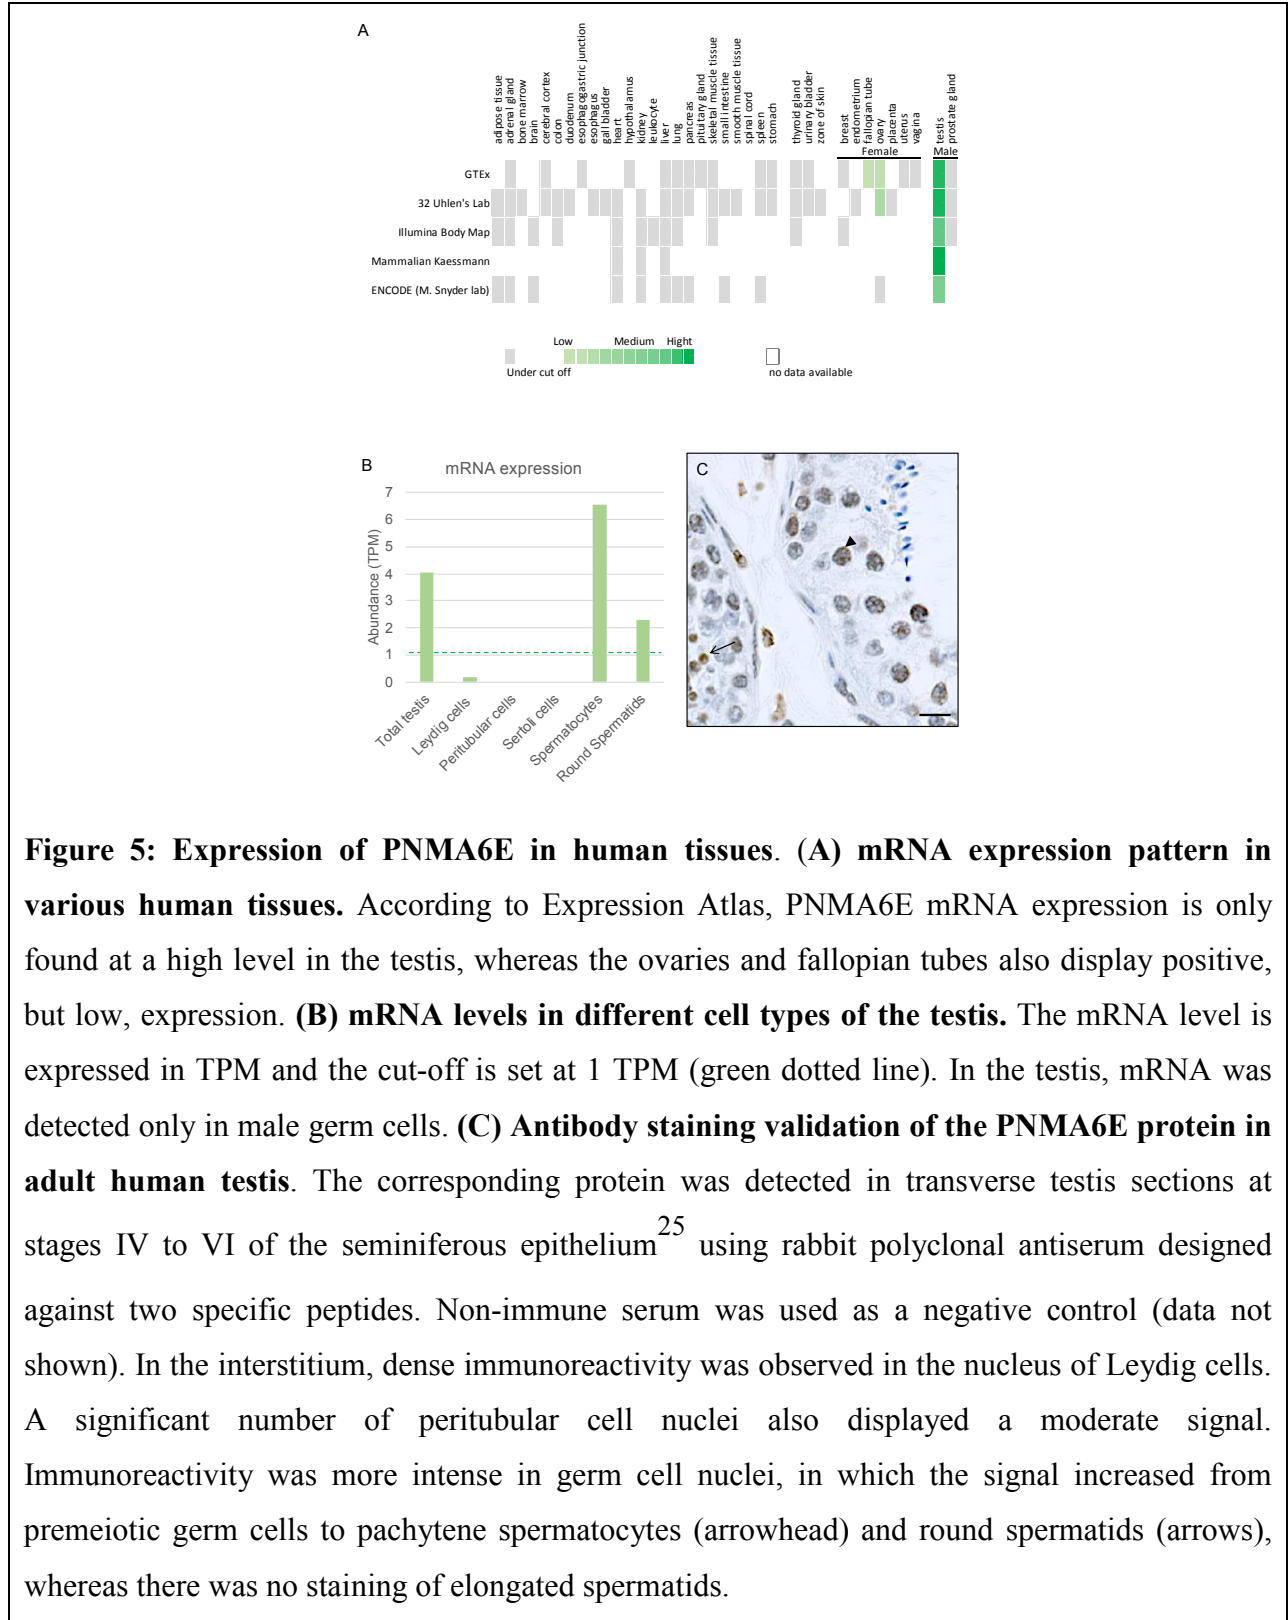 A
adipose tissue
adrenal gland
bone marrow
brain
cerebral cortex
colon
duodenum
esophagogastric junction
esophagus
gall bladder
heart
hypothalamus
kidney
leukocyte
liver
lung
pancreas
pituitary gland
skeletal muscle tissue
small intestine
smooth muscle tissue
spinal cord
spleen
stomach
thyroid gland
urinary bladder
zone of skin
breast
endometrium
fallopian tube
ovary
placenta
uterus
vagina
testis
prostate gland
Female
Male
GTEx
32 Uhlen's Lab
Illumina Body Map
Mammalian Kaessmann
ENCODE (M. Snyder lab)
Low Medium Hight
Under cut off
no data available
B
mRNA expression
Abundance (TPM)
7
6
5
4
3
2
1
0
Total testis
Leydig cells
Peritubular cells
Sertoli cells
Spermatocytes
Round Spermatids
C
Figure 5: Expression of PNMA6E in human tissues. (A) mRNA expression pattern in
various human tissues. According to Expression Atlas, PNMA6E mRNA expression is only
found at a high level in the testis, whereas the ovaries and fallopian tubes also display positive,
but low, expression. (B) mRNA levels in different cell types of the testis. The mRNA level is
expressed in TPM and the cut-off is set at 1 TPM (green dotted line). In the testis, mRNA was
detected only in male germ cells. (C) Antibody staining validation of the PNMA6E protein in
adult human testis. The corresponding protein was detected in transverse testis sections at
stages IV to VI of the seminiferous epithelium25 using rabbit polyclonal antiserum designed
against two specific peptides. Non-immune serum was used as a negative control (data not
shown). In the interstitium, dense immunoreactivity was observed in the nucleus of Leydig cells.
A significant number of peritubular cell nuclei also displayed a moderate signal.
Immunoreactivity was more intense in germ cell nuclei, in which the signal increased from
premeiotic germ cells to pachytene spermatocytes (arrowhead) and round spermatids (arrows),
whereas there was no staining of elongated spermatids.